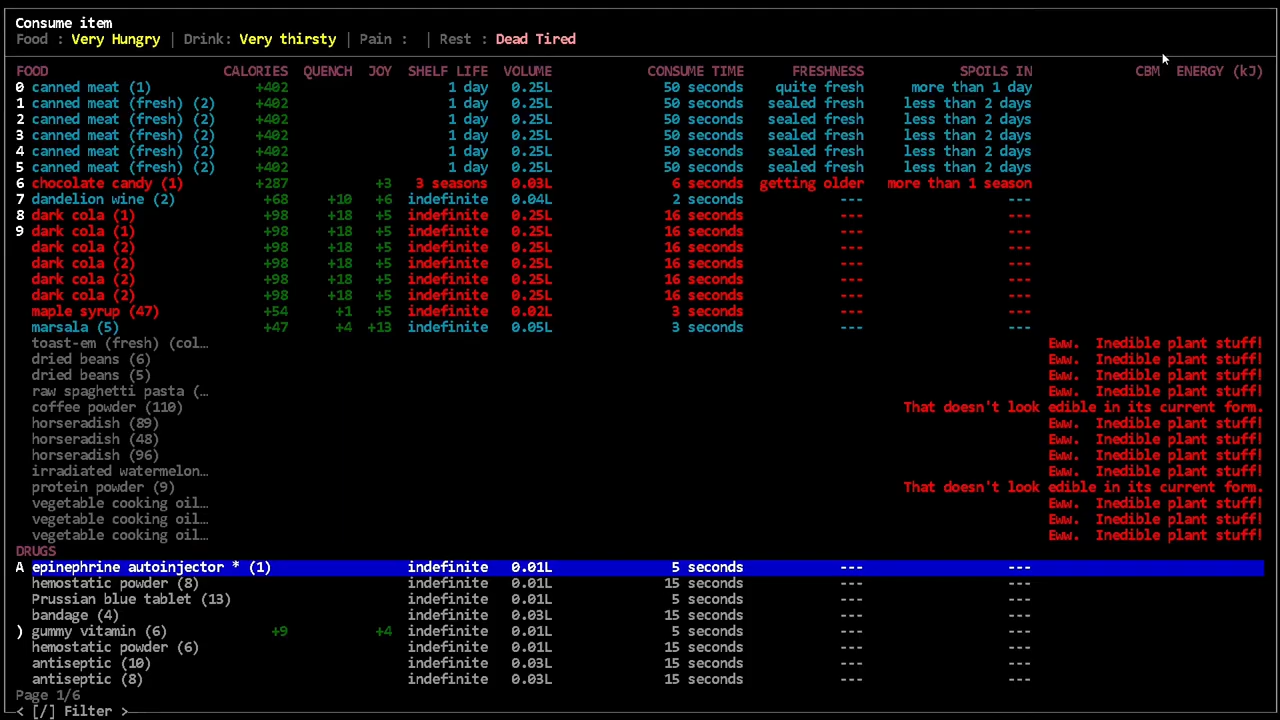 Consume item
Food : Very Hungry | Drink: Very thirsty | Pain :  | Rest : Dead Tired
FOOD CALORIES QUENCH JOY SHELF LIFE VOLUME CONSUME TIME FRESHNESS SPOILS IN CBM ENERGY (kJ)
0 canned meat (1) +402 1 day 0.25L 50 seconds quite fresh more than 1 day
1 canned meat (fresh) (2) +402 1 day 0.25L 50 seconds sealed fresh less than 2 days
2 canned meat (fresh) (2) +402 1 day 0.25L 50 seconds sealed fresh less than 2 days
3 canned meat (fresh) (2) +402 1 day 0.25L 50 seconds sealed fresh less than 2 days
4 canned meat (fresh) (2) +402 1 day 0.25L 50 seconds sealed fresh less than 2 days
5 canned meat (fresh) (2) +402 1 day 0.25L 50 seconds sealed fresh less than 2 days
6 chocolate candy (1) +287 +3 3 seasons 0.03L 6 seconds getting older more than 1 season
7 dandelion wine (2) +68 +10 +6 indefinite 0.04L 2 seconds --- ---
8 dark cola (1) +98 +18 +5 indefinite 0.25L 16 seconds --- ---
9 dark cola (1) +98 +18 +5 indefinite 0.25L 16 seconds --- ---
dark cola (2) +98 +18 +5 indefinite 0.25L 16 seconds --- ---
dark cola (2) +98 +18 +5 indefinite 0.25L 16 seconds --- ---
dark cola (2) +98 +18 +5 indefinite 0.25L 16 seconds --- ---
dark cola (2) +98 +18 +5 indefinite 0.25L 16 seconds --- ---
maple syrup (47) +54 +1 +5 indefinite 0.02L 3 seconds --- ---
marsala (5) +47 +4 +13 indefinite 0.05L 3 seconds --- ---
toast-em (fresh) (col… Eww.  Inedible plant stuff!
dried beans (6) Eww.  Inedible plant stuff!
dried beans (5) Eww.  Inedible plant stuff!
raw spaghetti pasta (… Eww.  Inedible plant stuff!
coffee powder (110) That doesn't look edible in its current form.
horseradish (89) Eww.  Inedible plant stuff!
horseradish (48) Eww.  Inedible plant stuff!
horseradish (96) Eww.  Inedible plant stuff!
irradiated watermelon… Eww.  Inedible plant stuff!
protein powder (9) That doesn't look edible in its current form.
vegetable cooking oil… Eww.  Inedible plant stuff!
vegetable cooking oil… Eww.  Inedible plant stuff!
vegetable cooking oil… Eww.  Inedible plant stuff!
DRUGS
A epinephrine autoinjector * (1) indefinite 0.01L 5 seconds --- ---
hemostatic powder (8) indefinite 0.01L 15 seconds --- ---
Prussian blue tablet (13) indefinite 0.01L 5 seconds --- ---
bandage (4) indefinite 0.03L 15 seconds --- ---
) gummy vitamin (6) +9 +4 indefinite 0.01L 5 seconds --- ---
hemostatic powder (6) indefinite 0.01L 15 seconds --- ---
antiseptic (10) indefinite 0.03L 15 seconds --- ---
antiseptic (8) indefinite 0.03L 15 seconds --- ---
Page 1/6
< [/] Filter >